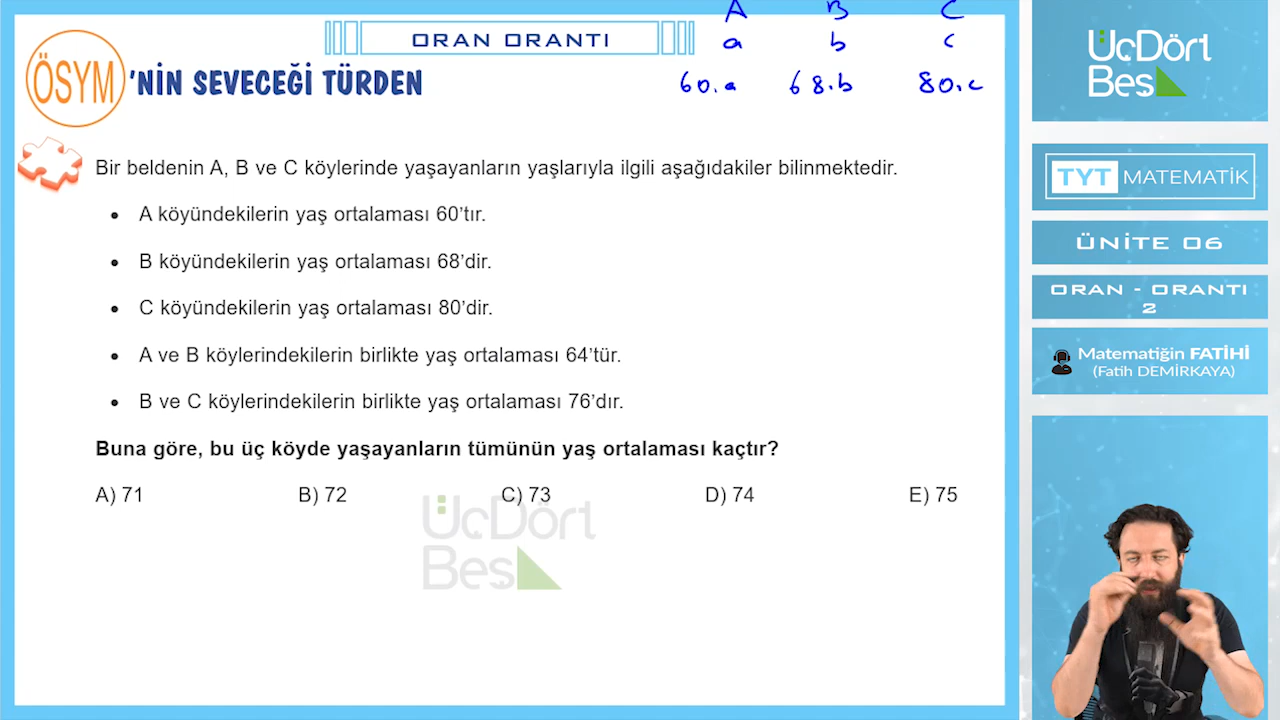 A B C
ORAN ORANTI
a b c
ÖSYM'NİN SEVECEĞİ TÜRDEN
60.a 68.b 80.c
Bir beldenin A, B ve C köylerinde yaşayanların yaşlarıyla ilgili aşağıdakiler bilinmektedir.
• A köyündekilerin yaş ortalaması 60’tır.
• B köyündekilerin yaş ortalaması 68’dir.
• C köyündekilerin yaş ortalaması 80’dir.
• A ve B köylerindekilerin birlikte yaş ortalaması 64’tür.
• B ve C köylerindekilerin birlikte yaş ortalaması 76’dır.
Buna göre, bu üç köyde yaşayanların tümünün yaş ortalaması kaçtır?
A) 71 B) 72 C) 73 D) 74 E) 75
ÜçDört
Beş
ÜçDört
Beş
TYT MATEMATİK
ÜNİTE 06
ORAN - ORANTI
2
Matematiğin FATİHİ
(Fatih DEMİRKAYA)